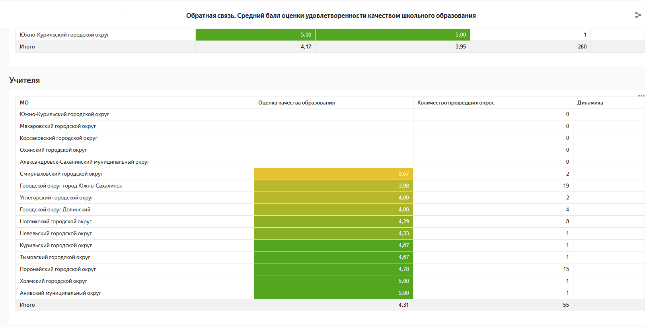 Обратная связь. Средний балл оценки удовлетворенности качеством школьного образования
Южно-Курильский городской округ 5,00 5,00 1
Итого 4,17 3,95 260
Учителя
МО Оценка качества образования Количество прошедших опрос Динамика
Южно-Курильский городской округ 0
Макаровский городской округ 0
Корсаковский городской округ 0
Охинский городской округ 0
Александровск-Сахалинский муниципальный округ 0
Смирныховский городской округ 3,67 2
Городской округ город Южно-Сахалинск 3,98 19
Углегорский городской округ 4,00 2
Городской округ Долинский 4,08 4
Ногликский городской округ 4,29 8
Невельский городской округ 4,33 1
Курильский городской округ 4,67 1
Тымовский городской округ 4,67 1
Поронайский городской округ 4,78 15
Холмский городской округ 5,00 1
Анивский муниципальный округ 5,00 1
Итого 4,31 55